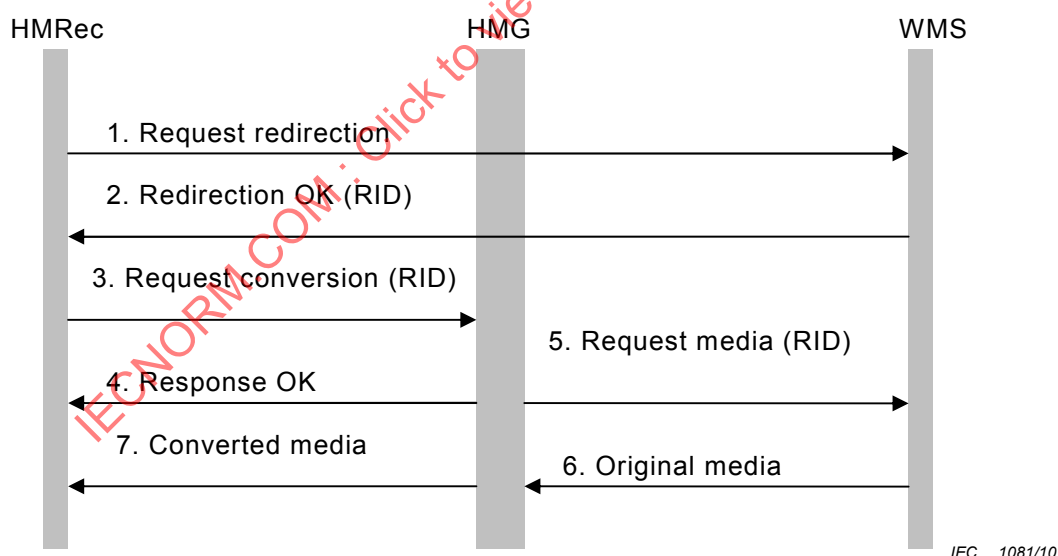 HMRec HMG WMS
1. Request redirection
2. Redirection OK (RID)
3. Request conversion (RID)
5. Request media (RID)
4. Response OK
7. Converted media
6. Original media
IECNORM.COM : Click to vie
IEC 1081/10